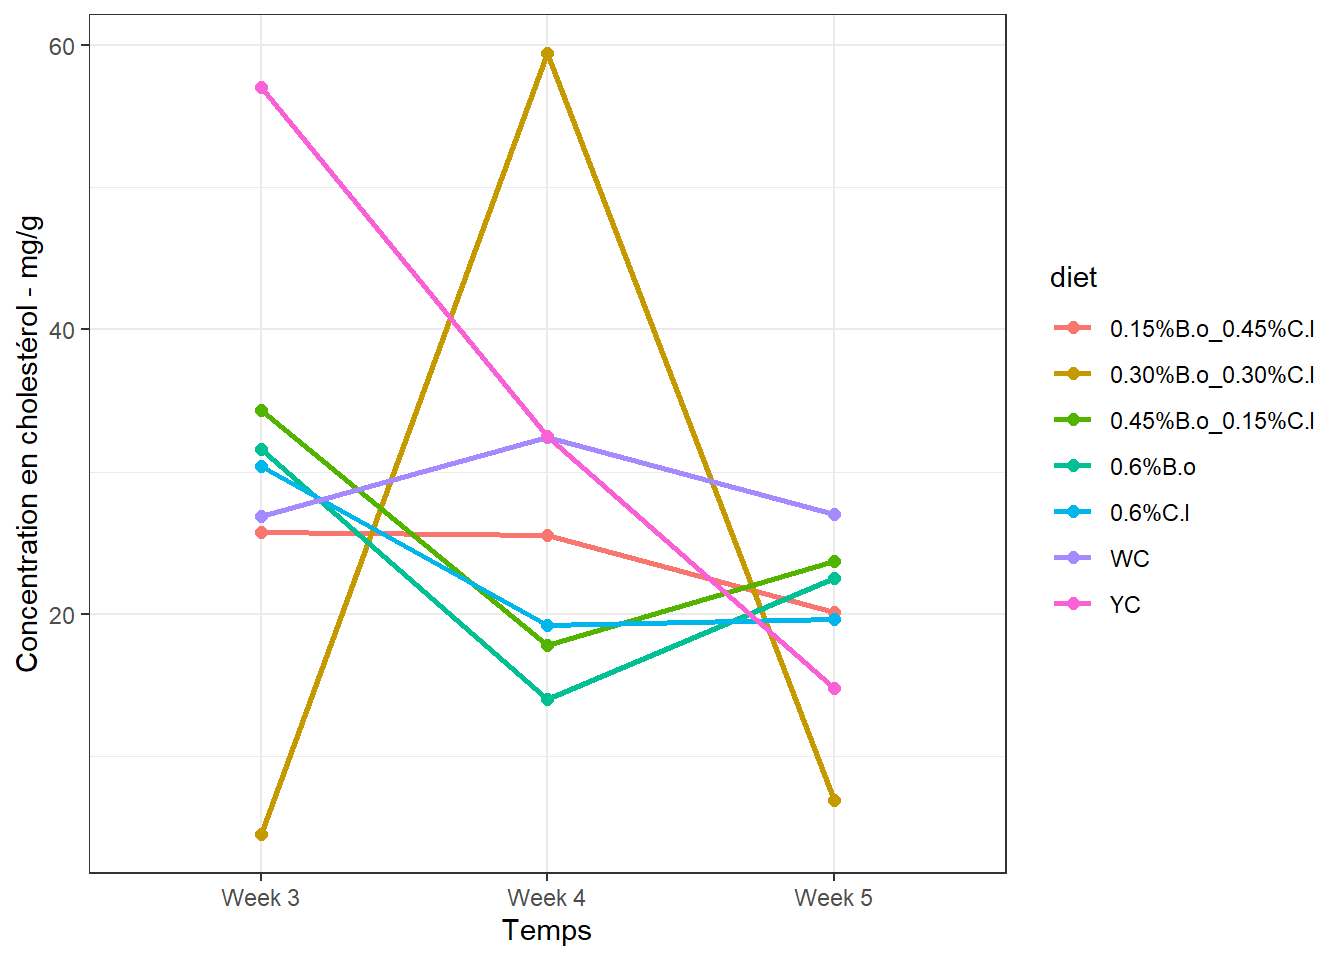 60
40
20
Concentration en cholestérol - mg/g
Week 3
Week 4
Week 5
Temps
diet
0.15%B.o_0.45%C.l
0.30%B.o_0.30%C.l
0.45%B.o_0.15%C.l
0.6%B.o
0.6%C.l
WC
YC